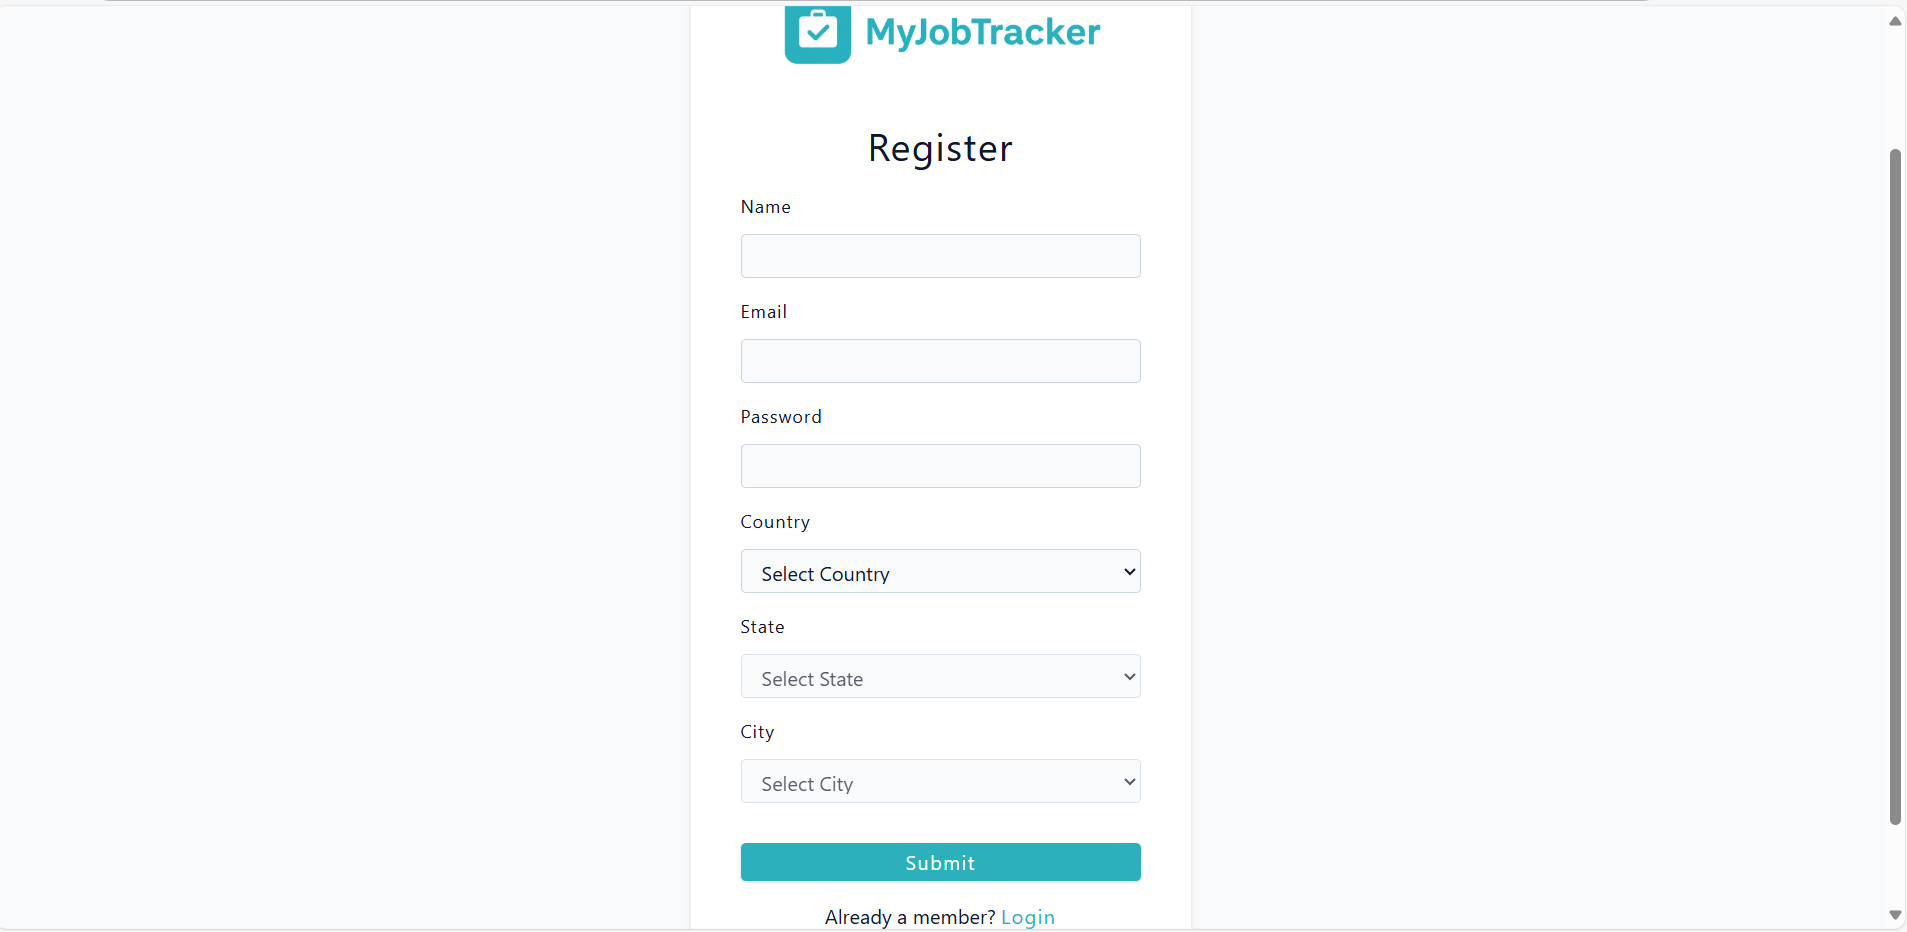 MyJobTracker
Register
Name
Email
Password
Country
Select Country
State
Select State
City
Select City
Submit
Already a member? Login